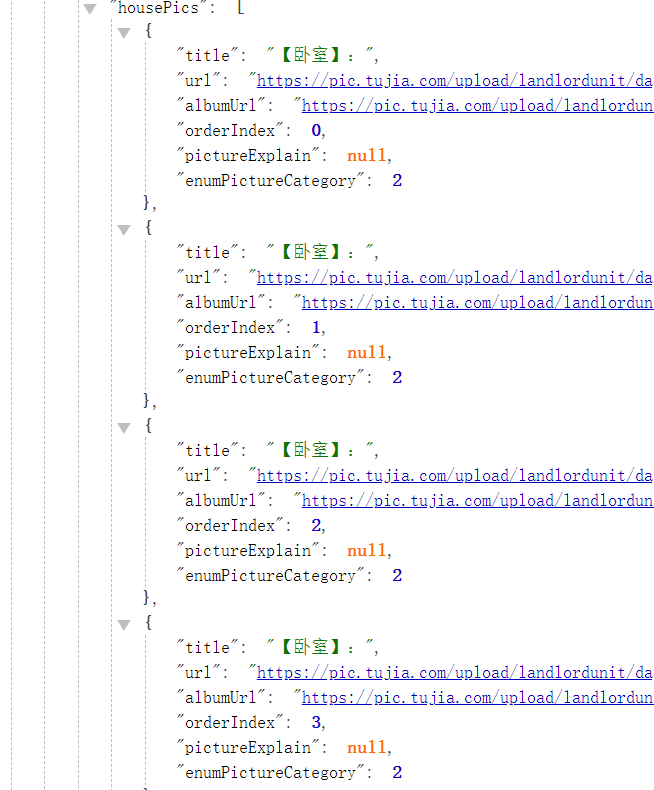 "housePics": [
{
"title": "【卧室】：",
"url": "https://pic.tujia.com/upload/landlordunit/da
"albumUrl": "https://pic.tujia.com/upload/landlordun
"orderIndex": 0,
"pictureExplain": null,
"enumPictureCategory": 2
},
{
"title": "【卧室】：",
"url": "https://pic.tujia.com/upload/landlordunit/da
"albumUrl": "https://pic.tujia.com/upload/landlordun
"orderIndex": 1,
"pictureExplain": null,
"enumPictureCategory": 2
},
{
"title": "【卧室】：",
"url": "https://pic.tujia.com/upload/landlordunit/da
"albumUrl": "https://pic.tujia.com/upload/landlordun
"orderIndex": 2,
"pictureExplain": null,
"enumPictureCategory": 2
},
{
"title": "【卧室】：",
"url": "https://pic.tujia.com/upload/landlordunit/da
"albumUrl": "https://pic.tujia.com/upload/landlordun
"orderIndex": 3,
"pictureExplain": null,
"enumPictureCategory": 2